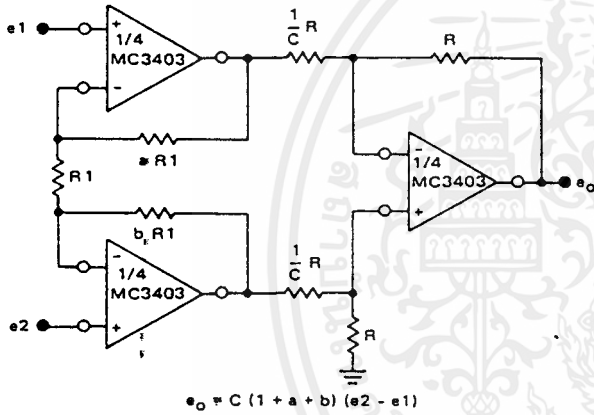 e1
+
1/4
MC3403
−
1/C R
R
a R1
R1
b R1
−
1/4
MC3403
+
e2
−
1/4
MC3403
+
eo
1/C R
R
eo = C (1 + a + b) (e2 - e1)